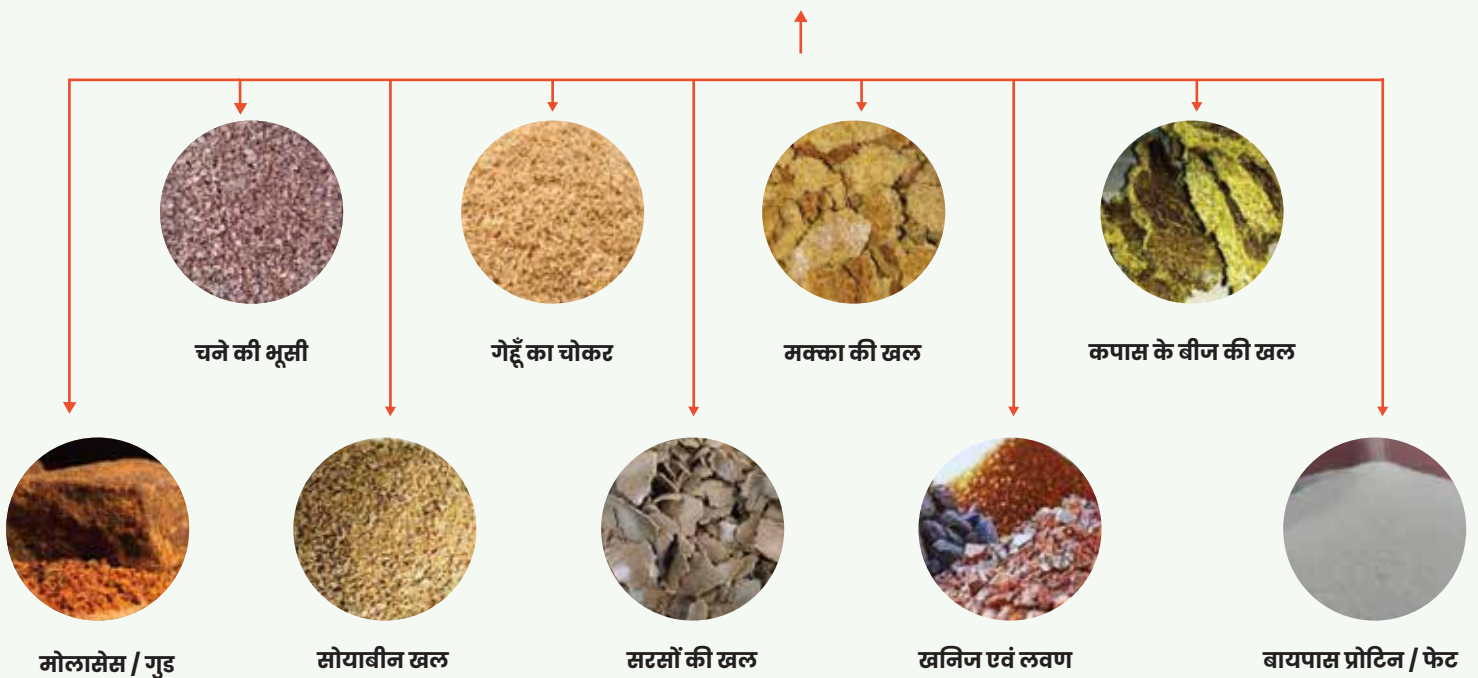 चने की भूसी
गेहूँ का चोकर
मक्का की खल
कपास के बीज की खल
मोलासेस / गुड
सोयाबीन खल
सरसों की खल
खनिज एवं लवण
बायपास प्रोटिन / फेट